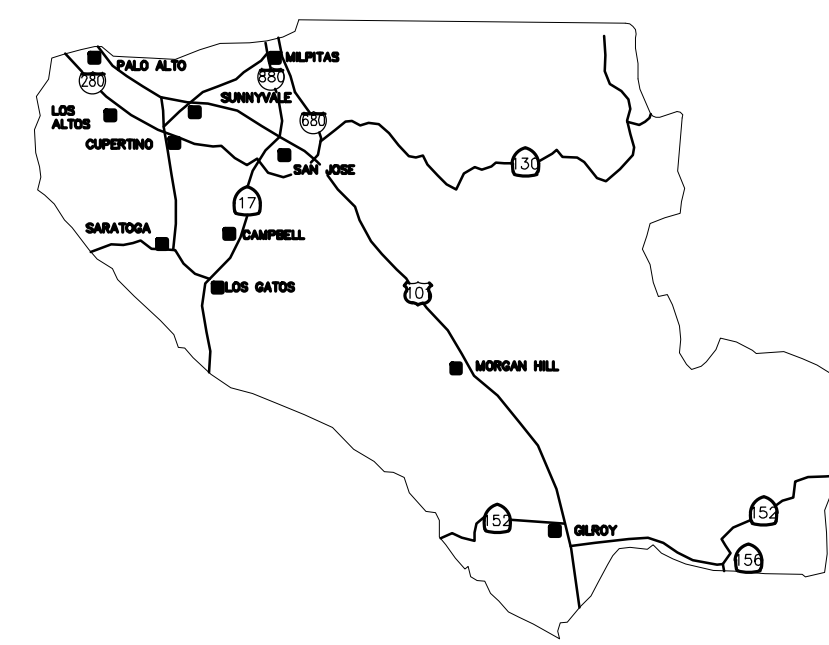 MILPITAS
PALO ALTO
880
280
SUNNYVALE
LOS
ALTOS
680
CUPERTINO
130
SAN JOSE
17
SARATOGA
CAMPBELL
LOS GATOS
101
MORGAN HILL
152
152
GILROY
156